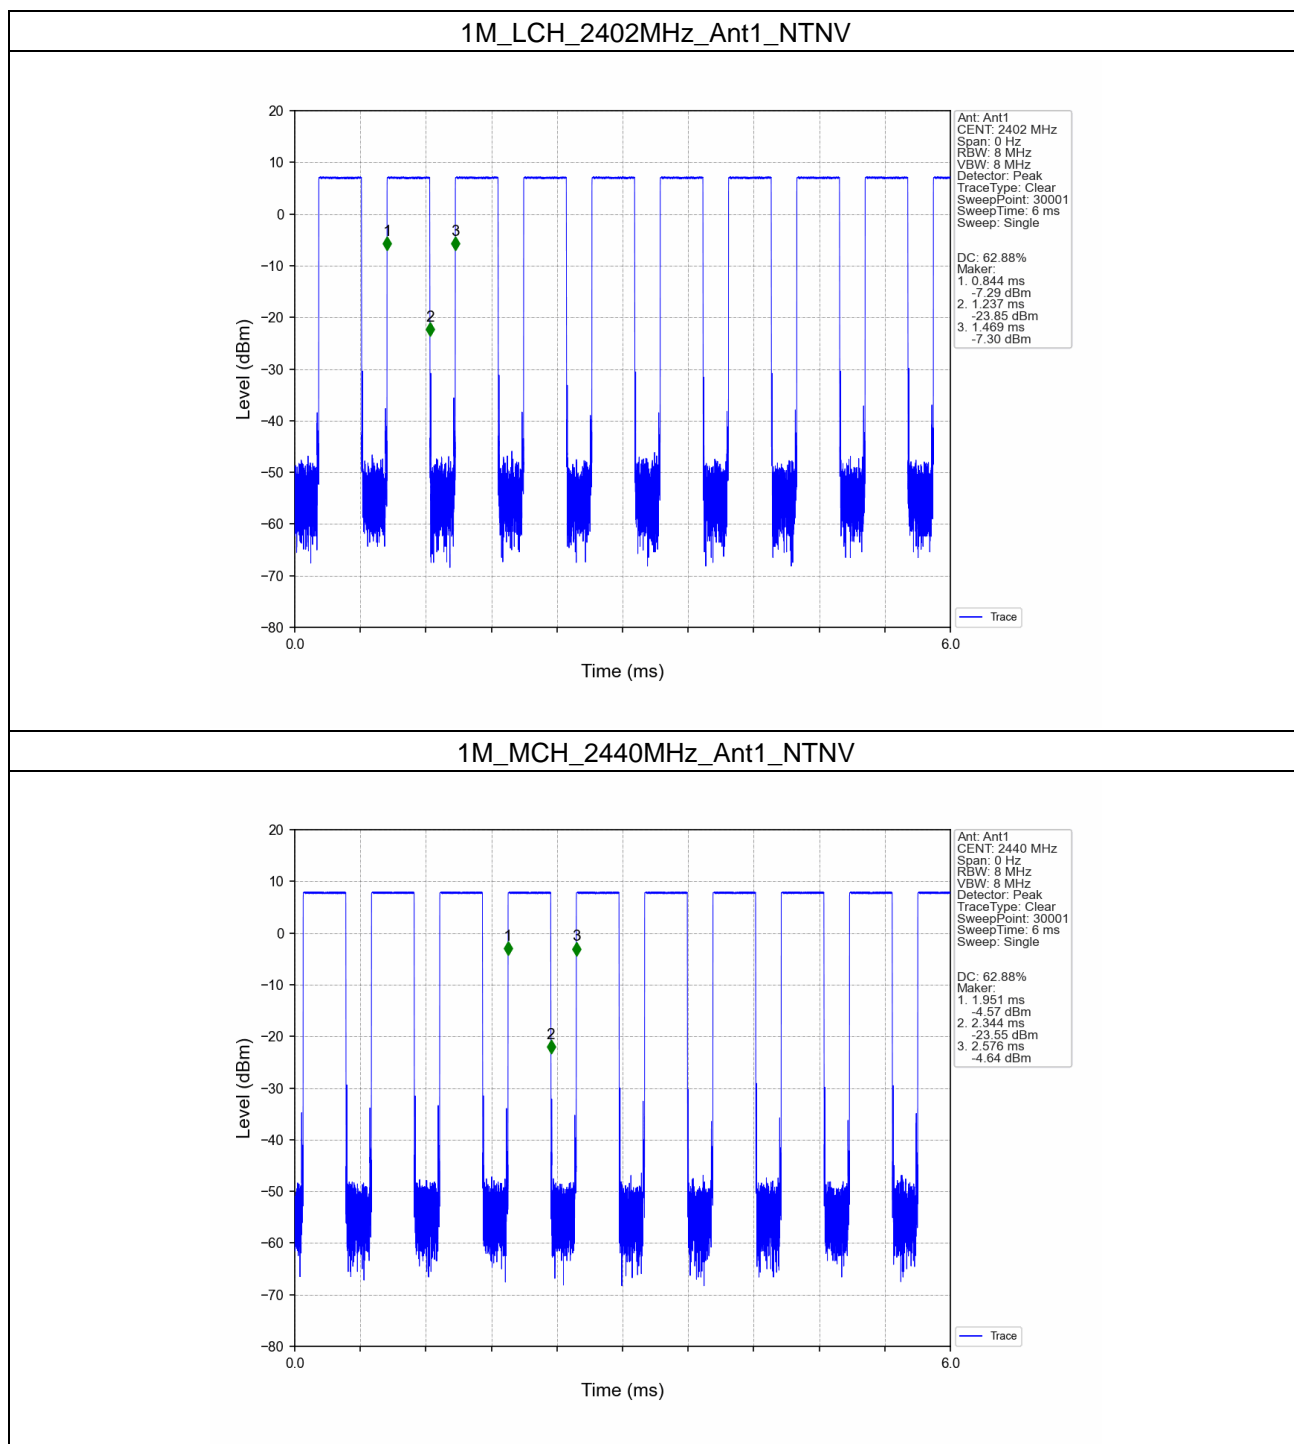 1M_LCH_2402MHz_Ant1_NTNV
20
10
0
−10
−20
−30
−40
−50
−60
−70
−80
Level (dBm)
1
2
3
0.0
6.0
Time (ms)
Ant: Ant1
CENT: 2402 MHz
Span: 0 Hz
RBW: 8 MHz
VBW: 8 MHz
Detector: Peak
TraceType: Clear
SweepPoint: 30001
SweepTime: 6 ms
Sweep: Single
DC: 62.88%
Maker:
1. 0.844 ms
-7.29 dBm
2. 1.237 ms
-23.85 dBm
3. 1.469 ms
-7.30 dBm
Trace
1M_MCH_2440MHz_Ant1_NTNV
20
10
0
−10
−20
−30
−40
−50
−60
−70
−80
Level (dBm)
1
2
3
0.0
6.0
Time (ms)
Ant: Ant1
CENT: 2440 MHz
Span: 0 Hz
RBW: 8 MHz
VBW: 8 MHz
Detector: Peak
TraceType: Clear
SweepPoint: 30001
SweepTime: 6 ms
Sweep: Single
DC: 62.88%
Maker:
1. 1.951 ms
-4.57 dBm
2. 2.344 ms
-23.55 dBm
3. 2.576 ms
-4.64 dBm
Trace